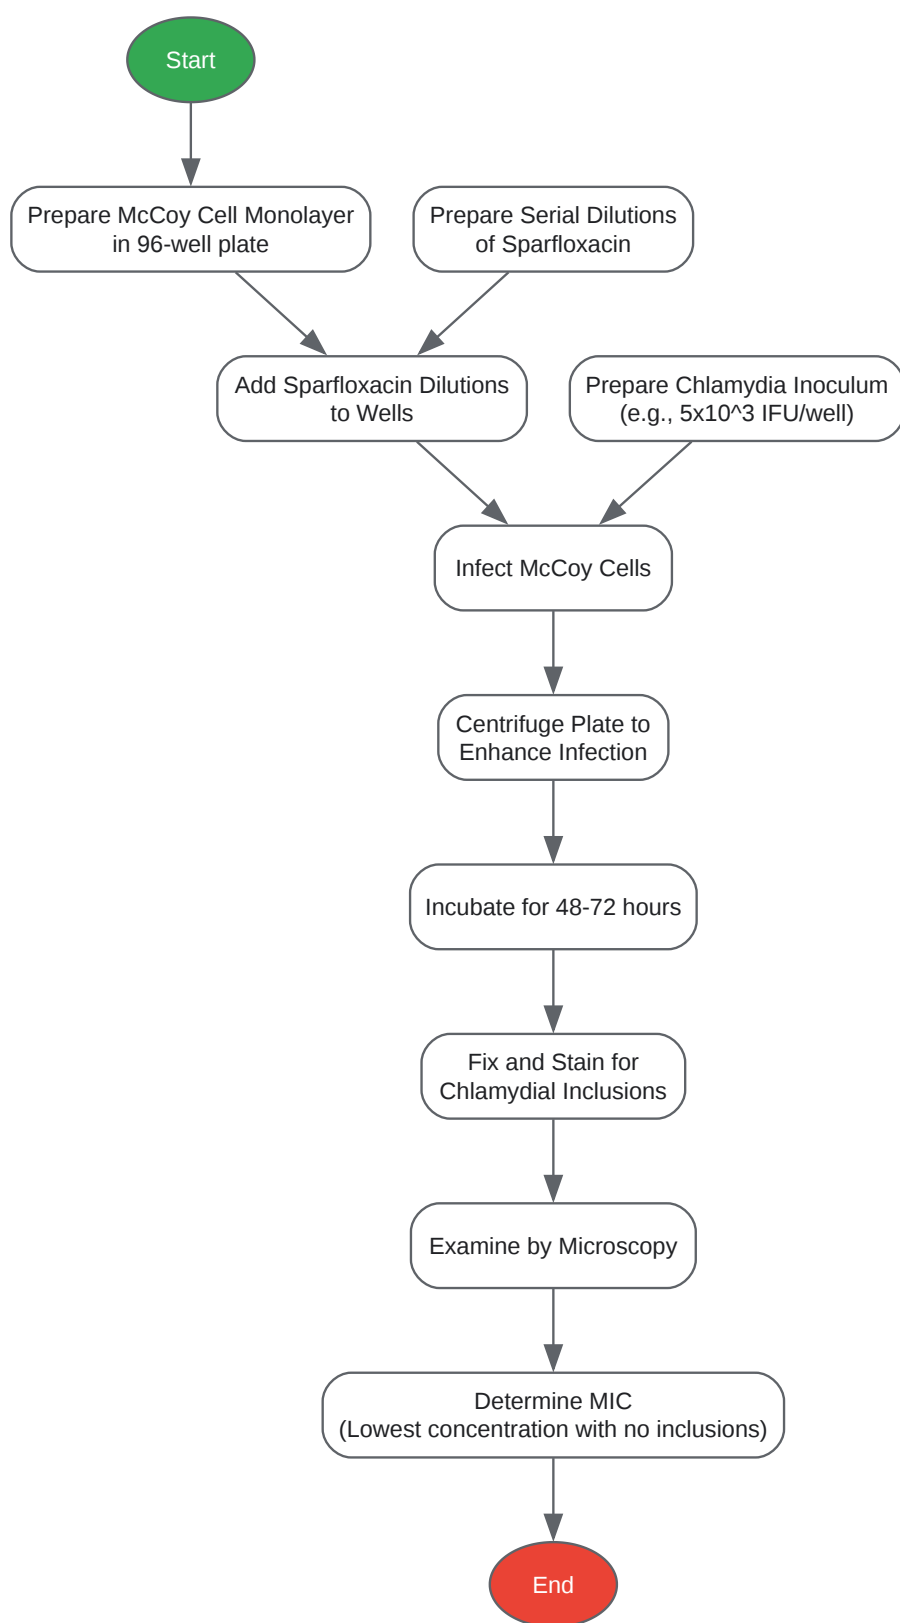 Start
Prepare McCoy Cell Monolayer
in 96-well plate
Prepare Serial Dilutions
of Sparfloxacin
Add Sparfloxacin Dilutions
to Wells
Prepare Chlamydia Inoculum
(e.g., 5x10^3 IFU/well)
Infect McCoy Cells
Centrifuge Plate to
Enhance Infection
Incubate for 48-72 hours
Fix and Stain for
Chlamydial Inclusions
Examine by Microscopy
Determine MIC
(Lowest concentration with no inclusions)
End